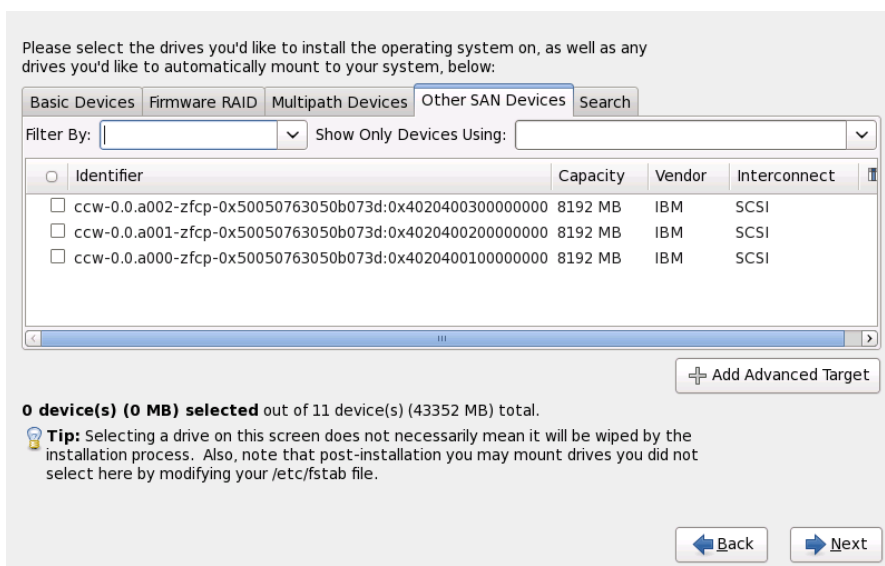 Please select the drives you'd like to install the operating system on, as well as any
drives you'd like to automatically mount to your system, below:
Basic Devices Firmware RAID Multipath Devices Other SAN Devices Search
Filter By: Show Only Devices Using:
Identifier Capacity Vendor Interconnect
ccw-0.0.a002-zfcp-0x50050763050b073d:0x4020400300000000 8192 MB IBM SCSI
ccw-0.0.a001-zfcp-0x50050763050b073d:0x4020400200000000 8192 MB IBM SCSI
ccw-0.0.a000-zfcp-0x50050763050b073d:0x4020400100000000 8192 MB IBM SCSI
Add Advanced Target
0 device(s) (0 MB) selected out of 11 device(s) (43352 MB) total.
Tip: Selecting a drive on this screen does not necessarily mean it will be wiped by the
installation process. Also, note that post-installation you may mount drives you did not
select here by modifying your /etc/fstab file.
Back Next